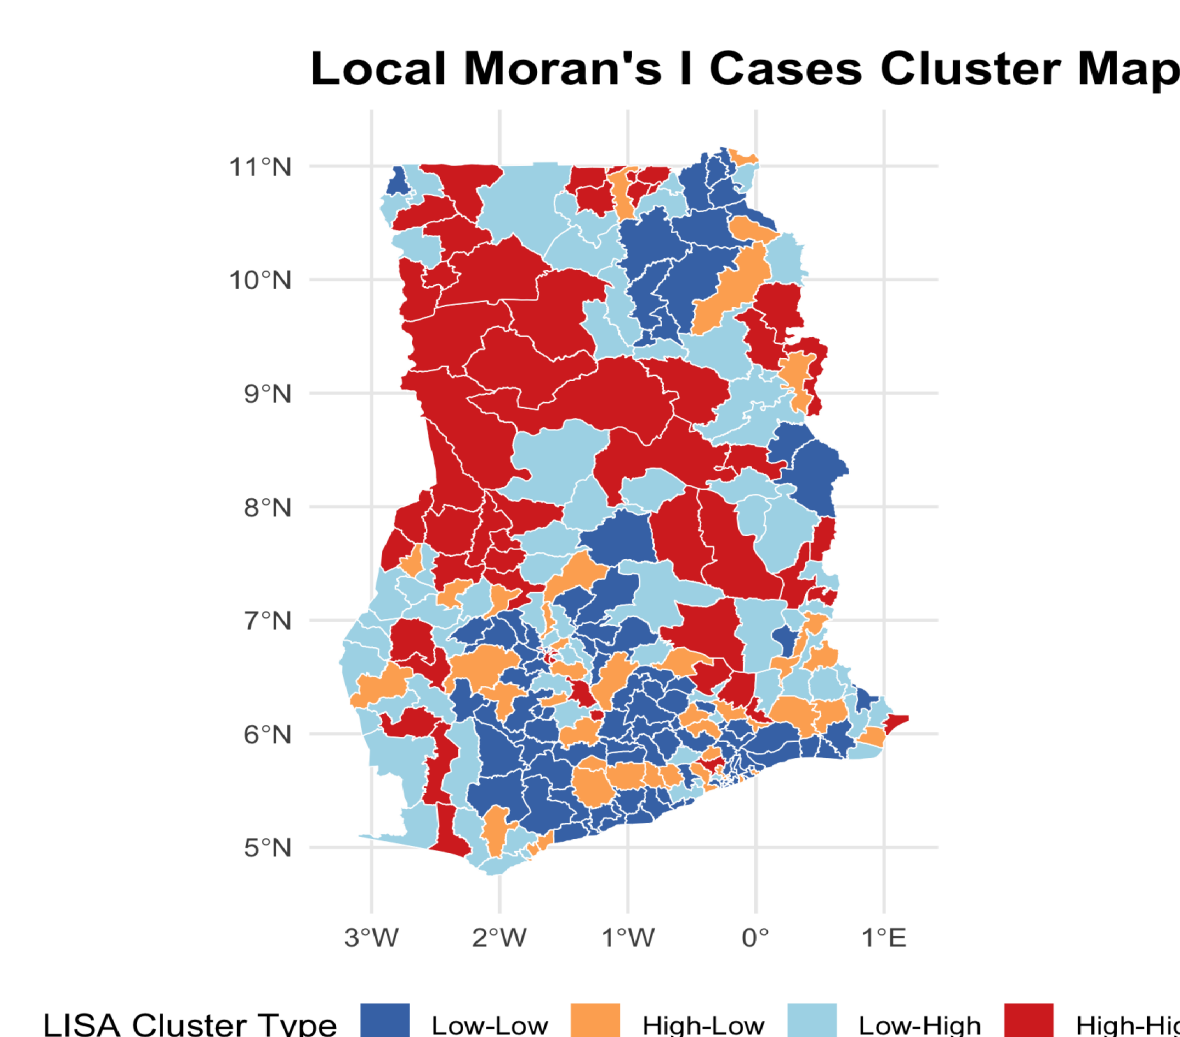 Local Moran's I Cases Cluster Map
11°N
10°N
9°N
8°N
7°N
6°N
5°N
3°W 2°W 1°W 0° 1°E
LISA Cluster Type Low-Low High-Low Low-High